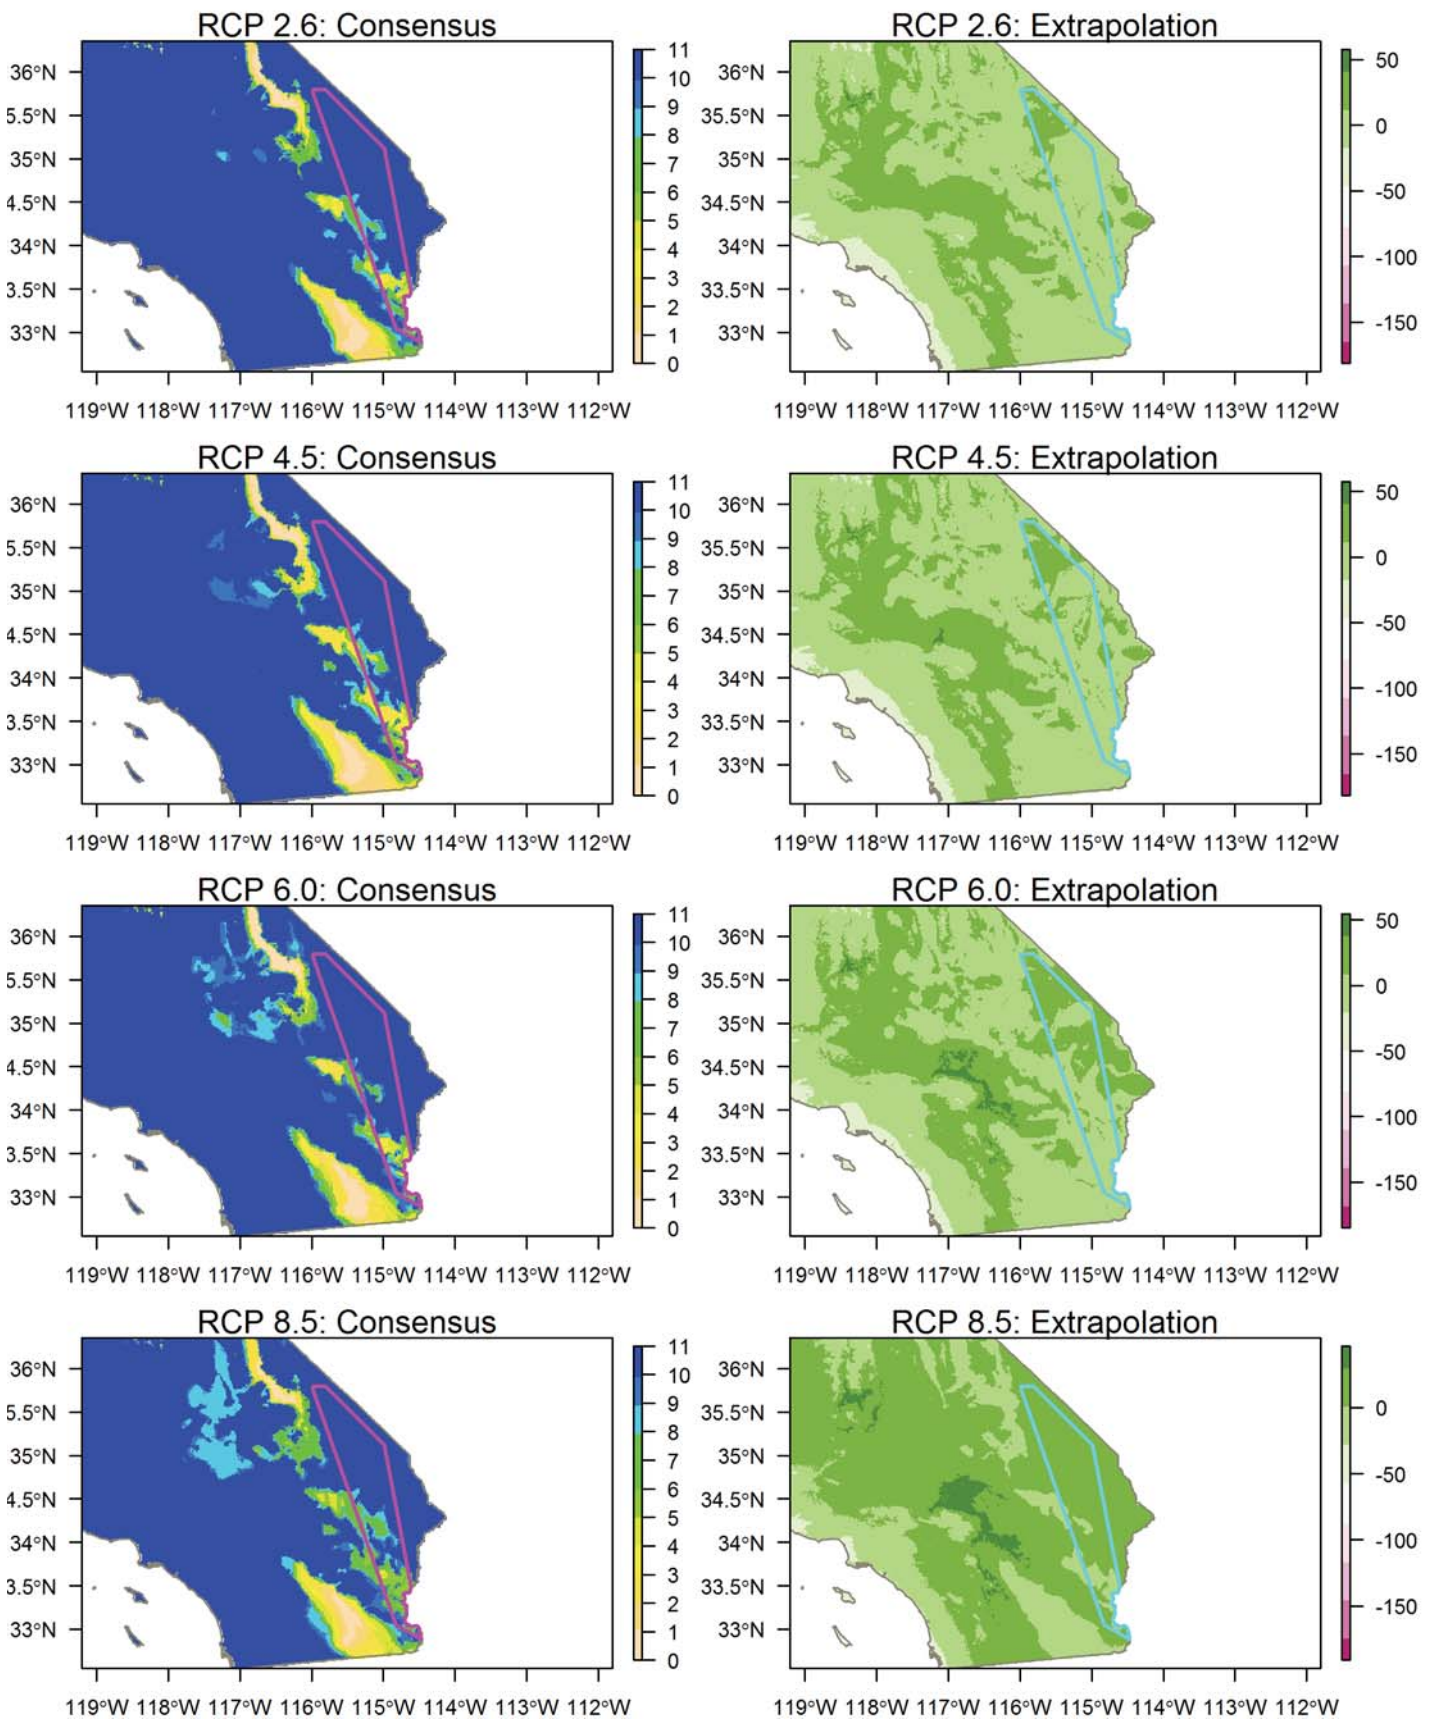 RCP 2.6: Consensus
36°N
5.5°N
35°N
4.5°N
34°N
3.5°N
33°N
119°W 118°W 117°W 116°W 115°W 114°W 113°W 112°W
11
10
9
8
7
6
5
4
3
2
1
0
RCP 2.6: Extrapolation
36°N
35.5°N
35°N
34.5°N
34°N
33.5°N
33°N
119°W 118°W 117°W 116°W 115°W 114°W 113°W 112°W
50
0
-50
-100
-150
RCP 4.5: Consensus
36°N
5.5°N
35°N
4.5°N
34°N
3.5°N
33°N
119°W 118°W 117°W 116°W 115°W 114°W 113°W 112°W
11
10
9
8
7
6
5
4
3
2
1
0
RCP 4.5: Extrapolation
36°N
35.5°N
35°N
34.5°N
34°N
33.5°N
33°N
119°W 118°W 117°W 116°W 115°W 114°W 113°W 112°W
50
0
-50
-100
-150
RCP 6.0: Consensus
36°N
5.5°N
35°N
4.5°N
34°N
3.5°N
33°N
119°W 118°W 117°W 116°W 115°W 114°W 113°W 112°W
11
10
9
8
7
6
5
4
3
2
1
0
RCP 6.0: Extrapolation
36°N
35.5°N
35°N
34.5°N
34°N
33.5°N
33°N
119°W 118°W 117°W 116°W 115°W 114°W 113°W 112°W
50
0
-50
-100
-150
RCP 8.5: Consensus
36°N
5.5°N
35°N
4.5°N
34°N
3.5°N
33°N
119°W 118°W 117°W 116°W 115°W 114°W 113°W 112°W
11
10
9
8
7
6
5
4
3
2
1
0
RCP 8.5: Extrapolation
36°N
35.5°N
35°N
34.5°N
34°N
33.5°N
33°N
119°W 118°W 117°W 116°W 115°W 114°W 113°W 112°W
0
-50
-100
-150